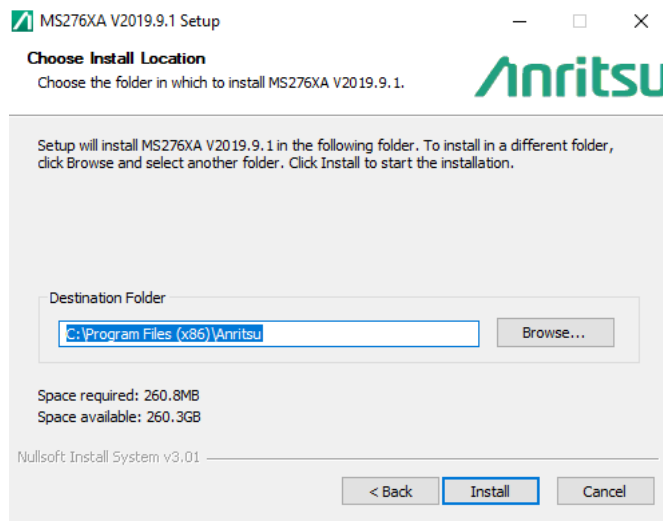 MS276XA V2019.9.1 Setup
Choose Install Location
Choose the folder in which to install MS276XA V2019.9.1.
Anritsu
Setup will install MS276XA V2019.9.1 in the following folder. To install in a different folder,
click Browse and select another folder. Click Install to start the installation.
Destination Folder
C:\Program Files (x86)\Anritsu
Browse...
Space required: 260.8MB
Space available: 260.3GB
Nullsoft Install System v3.01
< Back
Install
Cancel